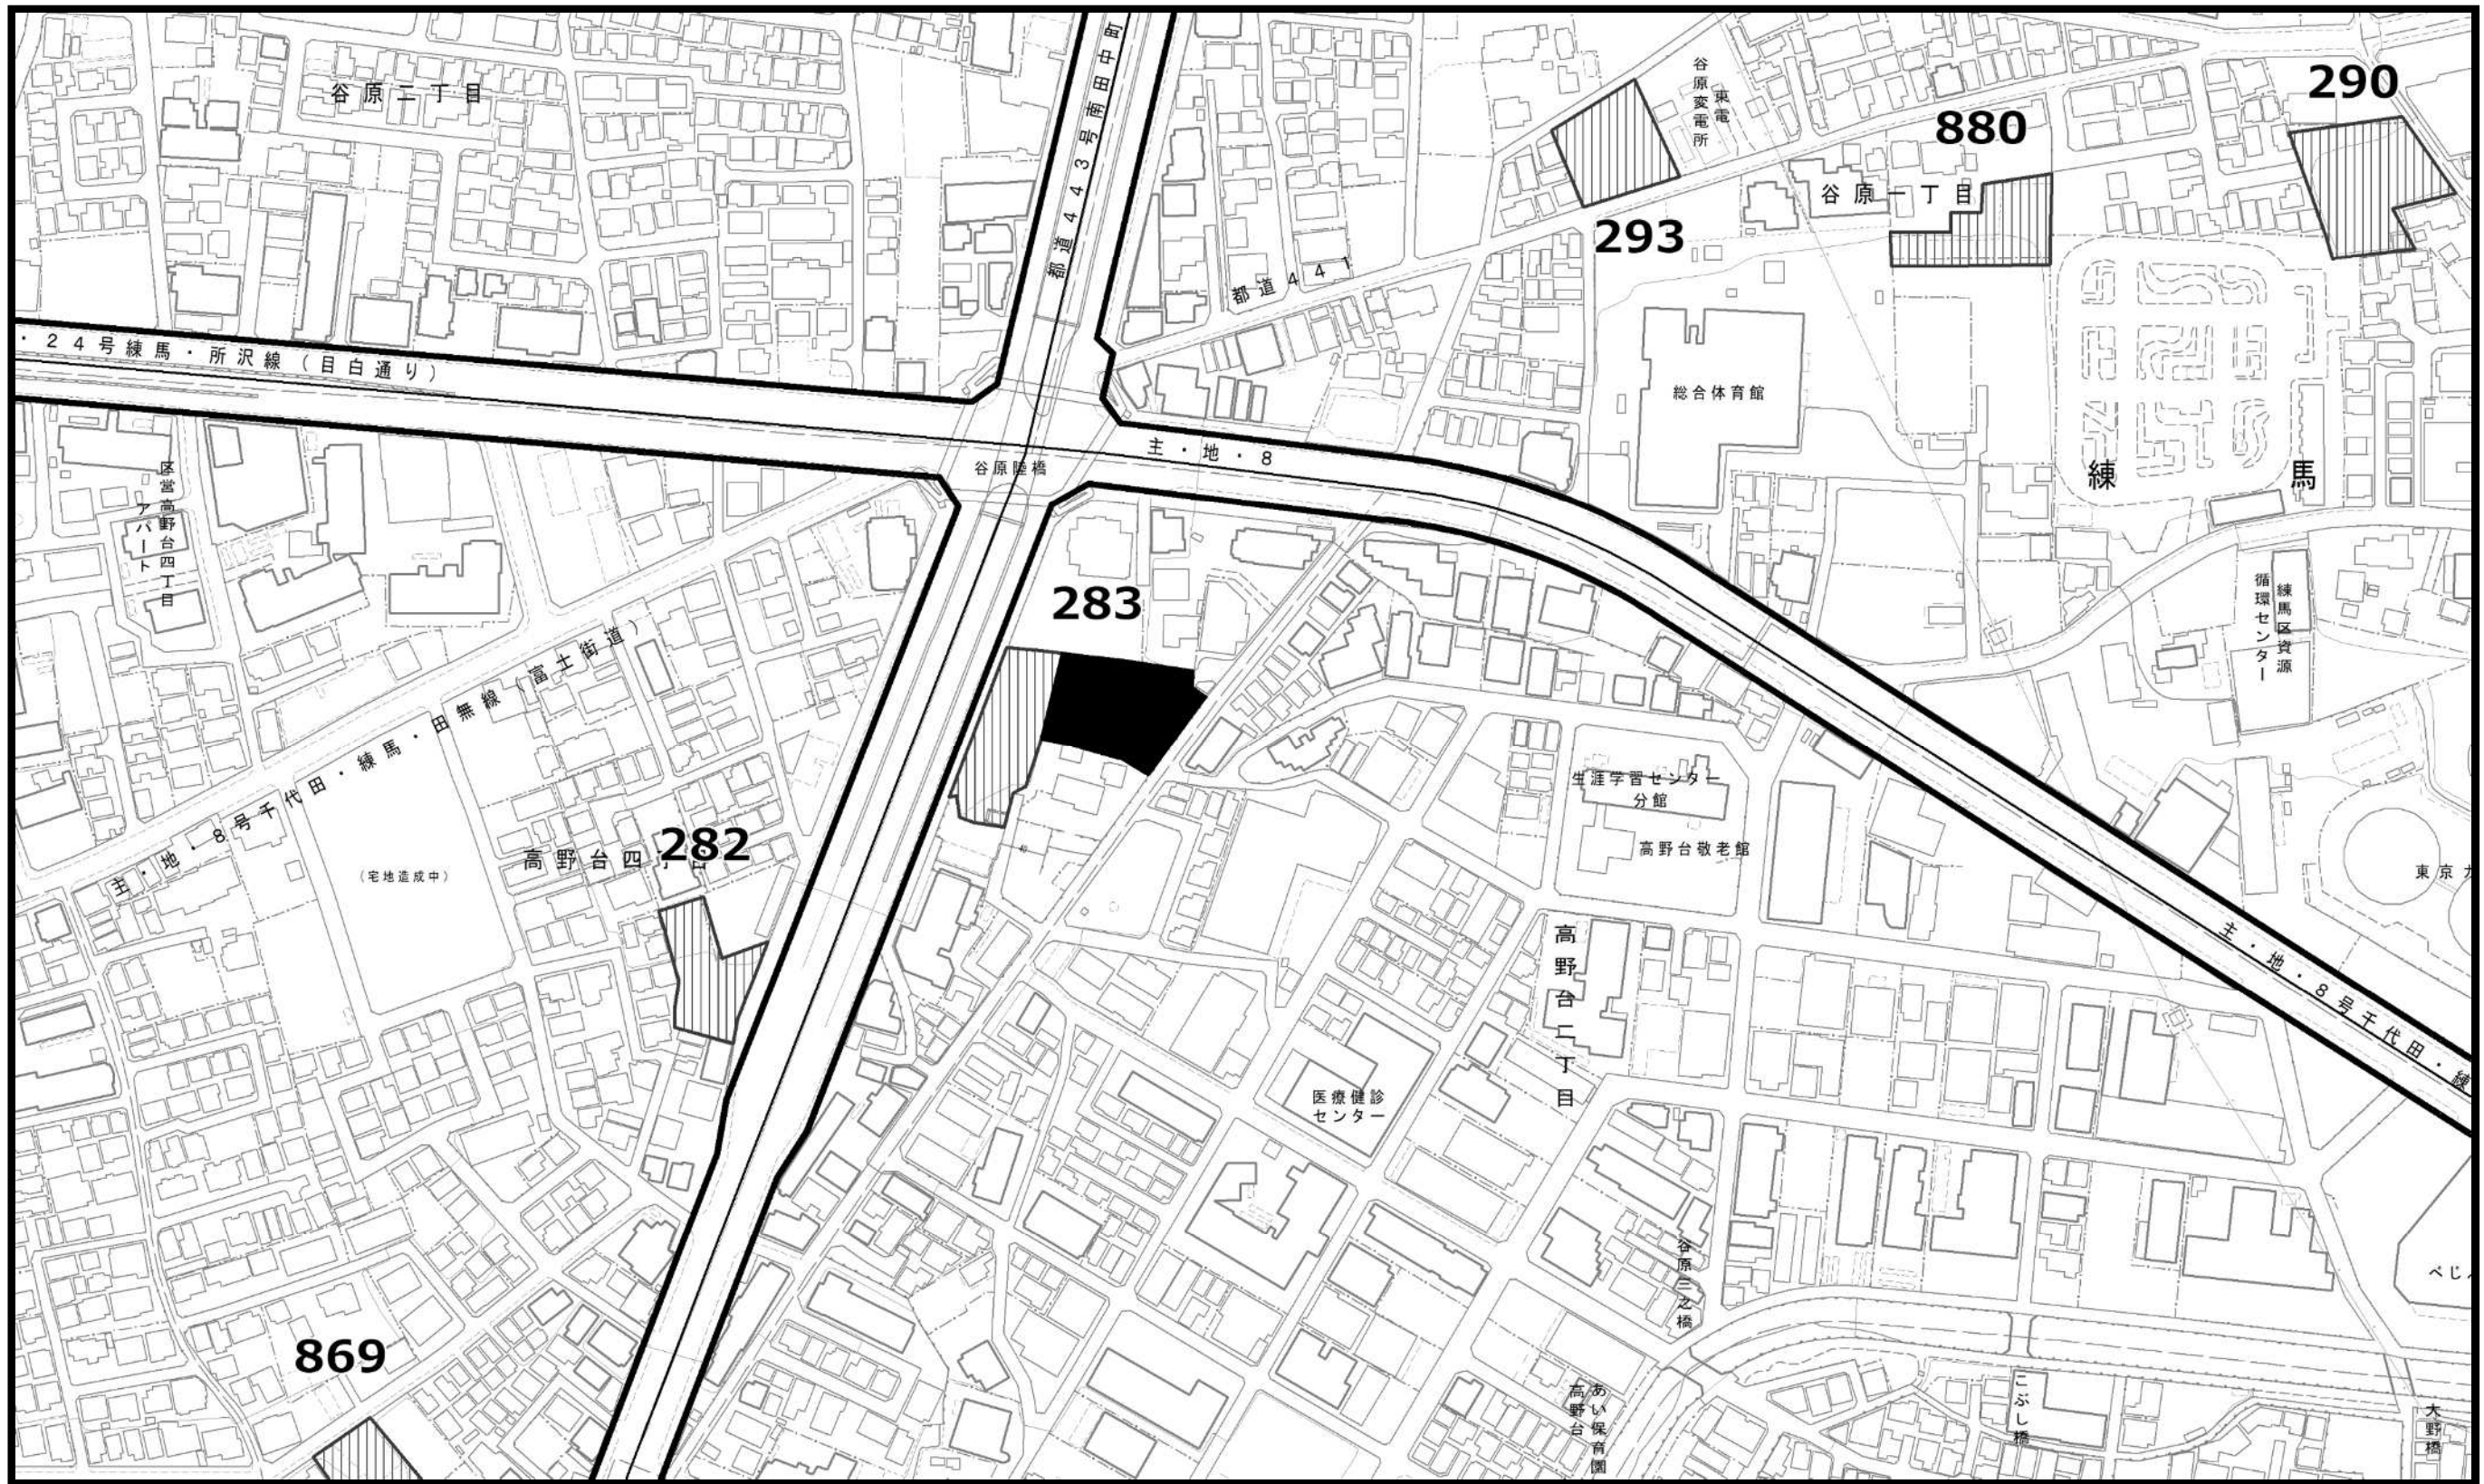 谷原二丁目
都道443号南田中町
谷原変電所
東電
880
290
谷原一丁目
293
都道441
・24号練馬・所沢線（目白通り）
総合体育館
主・地・8
谷原陸橋
練馬
区営高野台四丁目
アパート
283
練馬区資源
循環センター
主・地・8号千代田・練馬・田無線（富士街道）
生涯学習センター
分館
高野台敬老館
282
高野台四丁目
（宅地造成中）
東京ガ
高野台二丁目
主・地・8号千代田・練
医療健診
センター
谷原三之橋
べじ
869
あい保育園
高野台
こぶし橋
大野橋